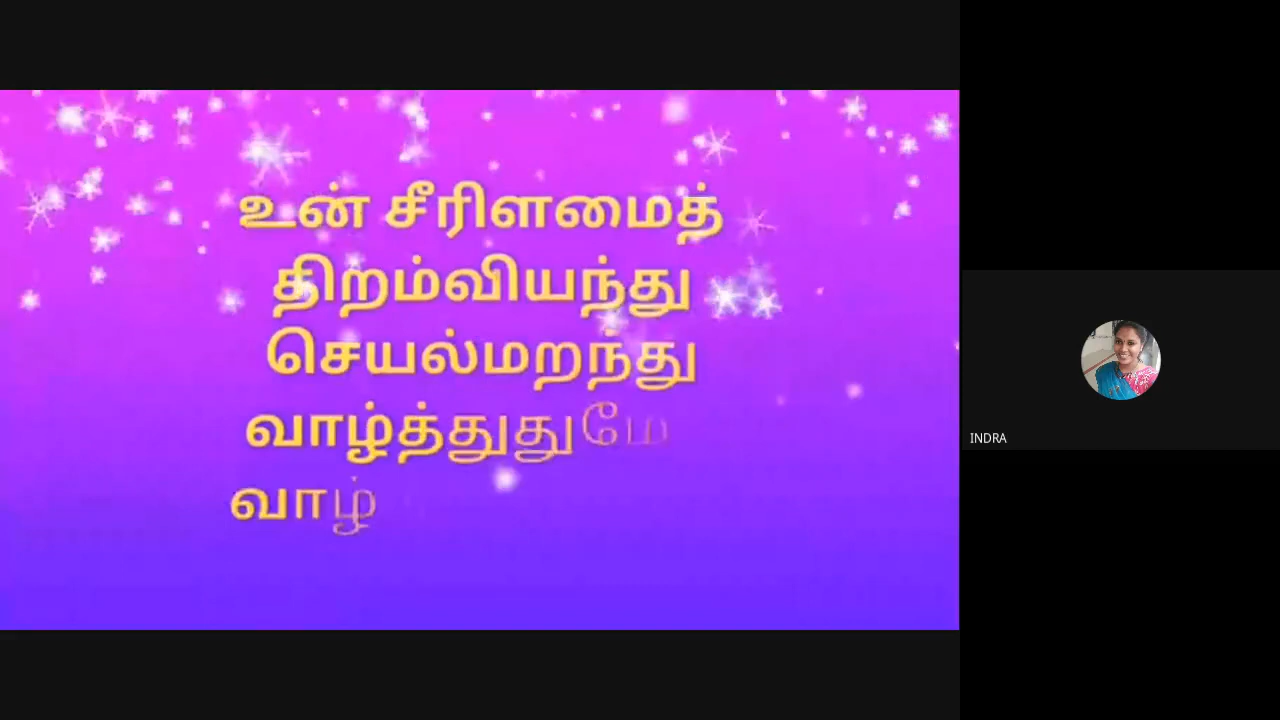 உன் சீரிளமைத்
திறம்வியந்து
செயல்மறந்து
வாழ்த்துதுமே
வாழ்
INDRA